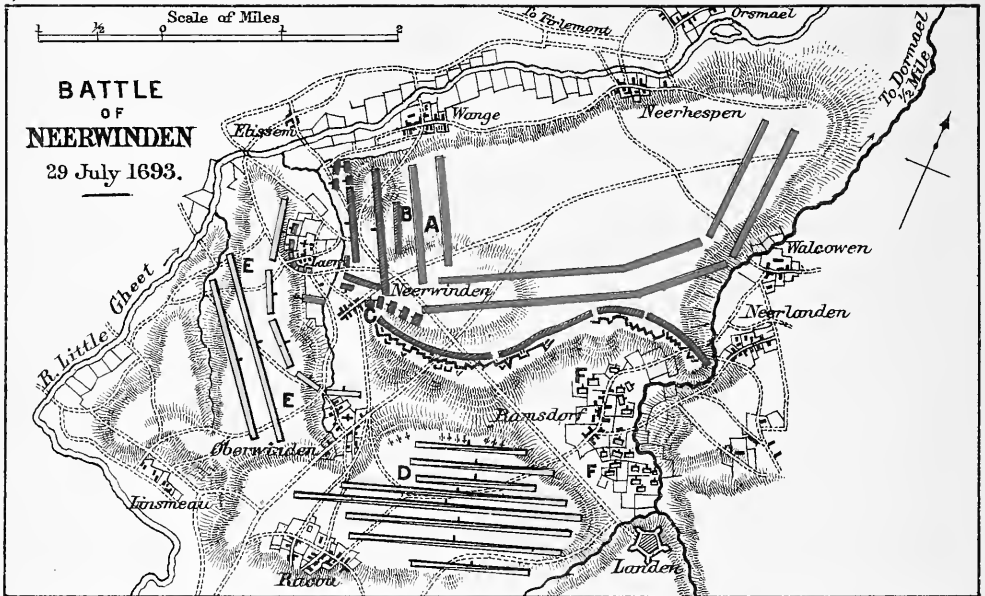 Scale of Miles
1 ½ 0 1 2
BATTLE
OF
NEERWINDEN
29 July 1693.
To Tirlemont
Orsmael
To Dormael
½ Mile
Elissem
Wange
Neerhespen
B
A
E
Laer
Neerwinden
C
Walcowen
Neerlanden
R Little Gheet
E
F
Rumsdorf
Oberwinden
D
F
Linsmeau
Racou
Landen